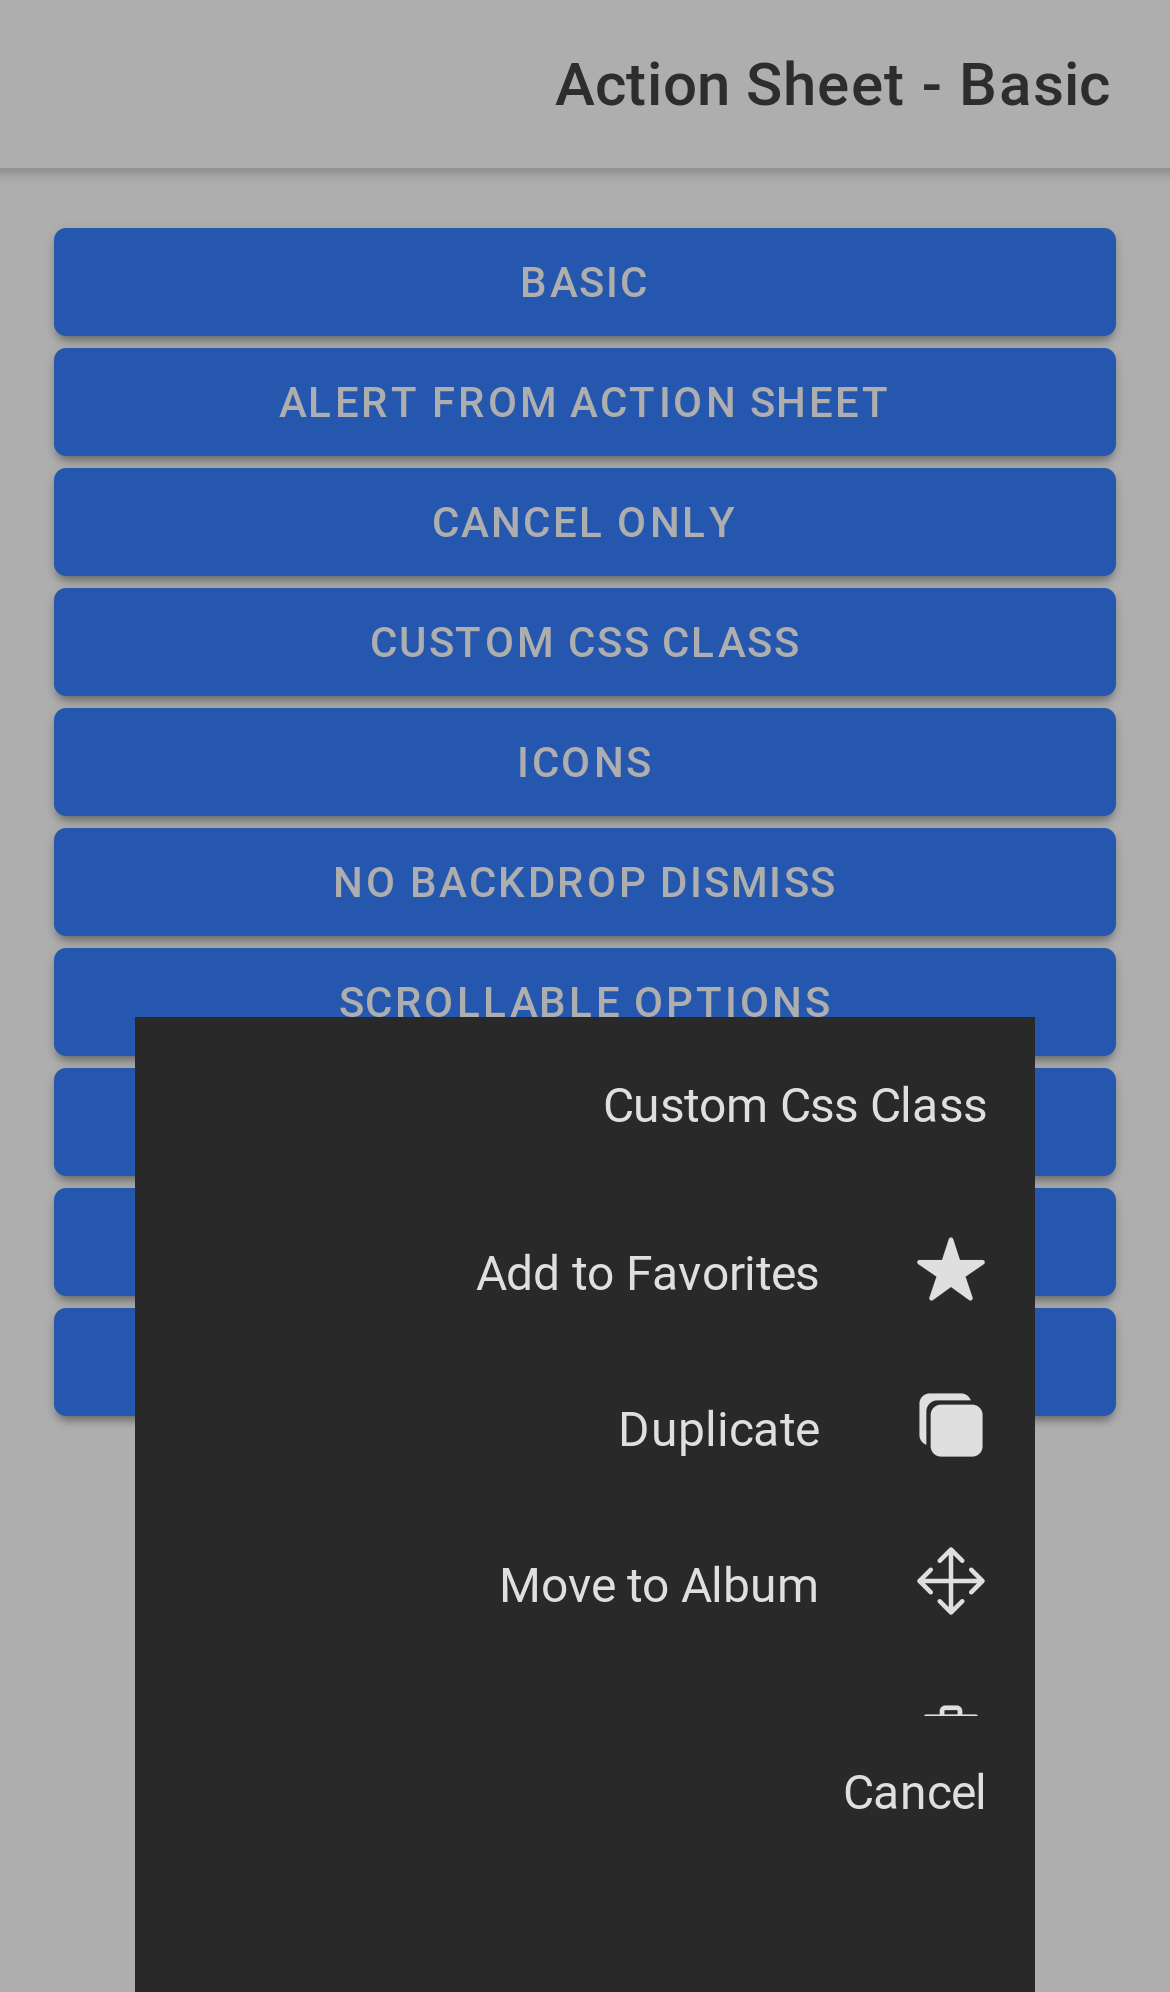 Action Sheet - Basic
BASIC
ALERT FROM ACTION SHEET
CANCEL ONLY
CUSTOM CSS CLASS
ICONS
NO BACKDROP DISMISS
SCROLLABLE OPTIONS
Custom Css Class
Add to Favorites
Duplicate
Move to Album
Cancel